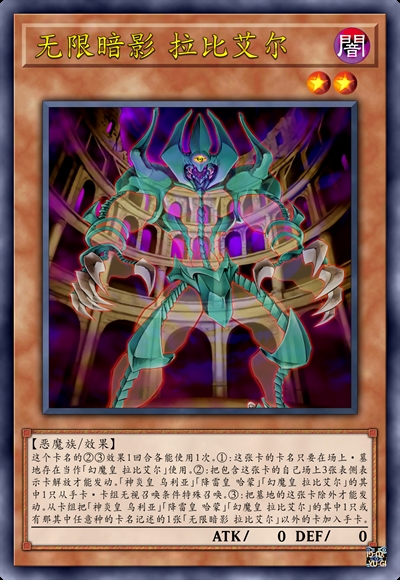 无限暗影 拉比艾尔
闇
【恶魔族/效果】
这个卡名的②③效果1回合各能使用1次。①:这张卡的卡名只要在场上・墓
地存在当作「幻魔皇 拉比艾尔」使用。②:把包含这张卡的自己场上3张表侧表
示卡解放才能发动。「神炎皇 乌利亚」「降雷皇 哈蒙」「幻魔皇 拉比艾尔」的其
中1只从手卡・卡组无视召唤条件特殊召唤。③:把墓地的这张卡除外才能发
动。从卡组把「神炎皇 乌利亚」「降雷皇 哈蒙」「幻魔皇 拉比艾尔」的其中1只或
有那其中任意种的卡名记述的1张「无限暗影 拉比艾尔」以外的卡加入手卡。
ATK/ 0 DEF/ 0